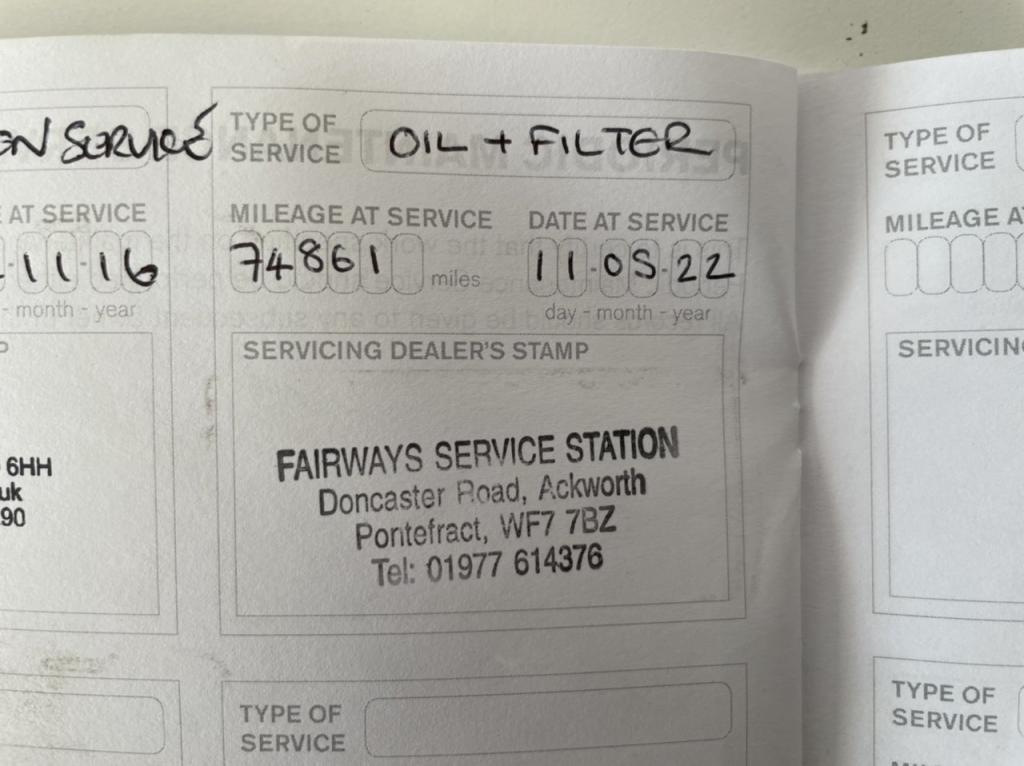 SERVICE
AT SERVICE
11-16
- month - year
6HH
uk
90
TYPE OF
SERVICE
OIL + FILTER
MILEAGE AT SERVICE
74861 miles
DATE AT SERVICE
11-05-22
day - month - year
SERVICING DEALER'S STAMP
FAIRWAYS SERVICE STATION
Doncaster Road, Ackworth
Pontefract, WF7 7BZ
Tel: 01977 614376
TYPE OF
SERVICE
TYPE OF
SERVICE
MILEAGE
SERVICING
TYPE OF
SERVICE